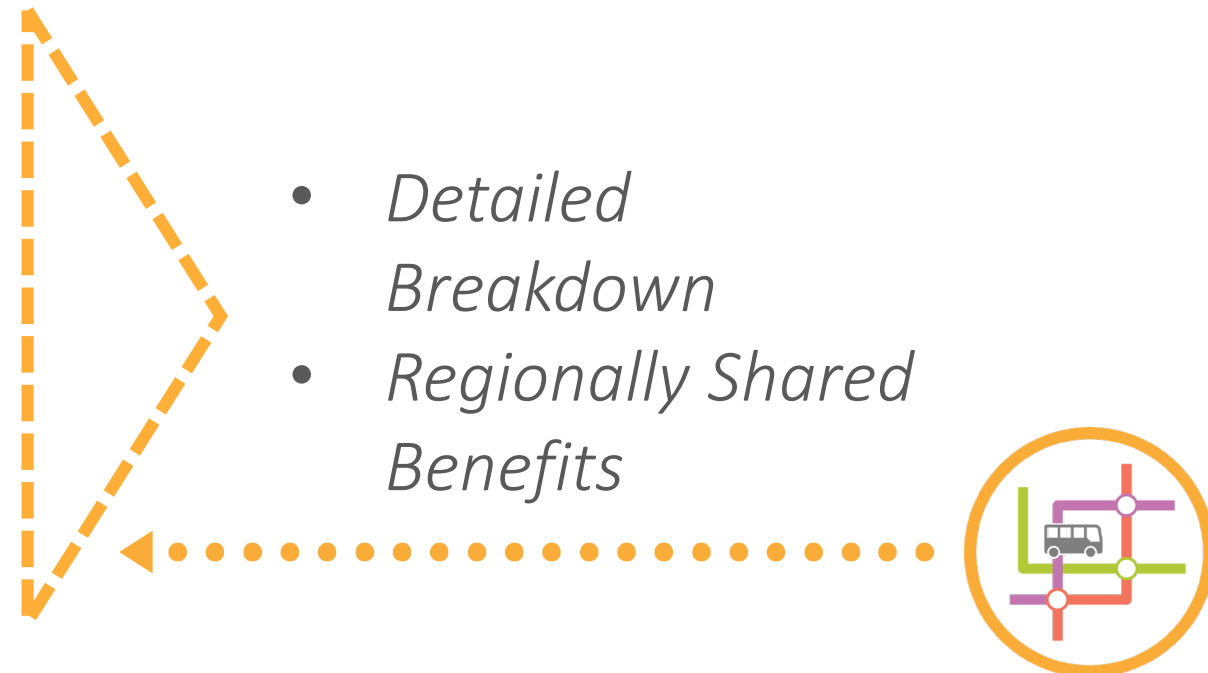 • Detailed
Breakdown
• Regionally Shared
Benefits